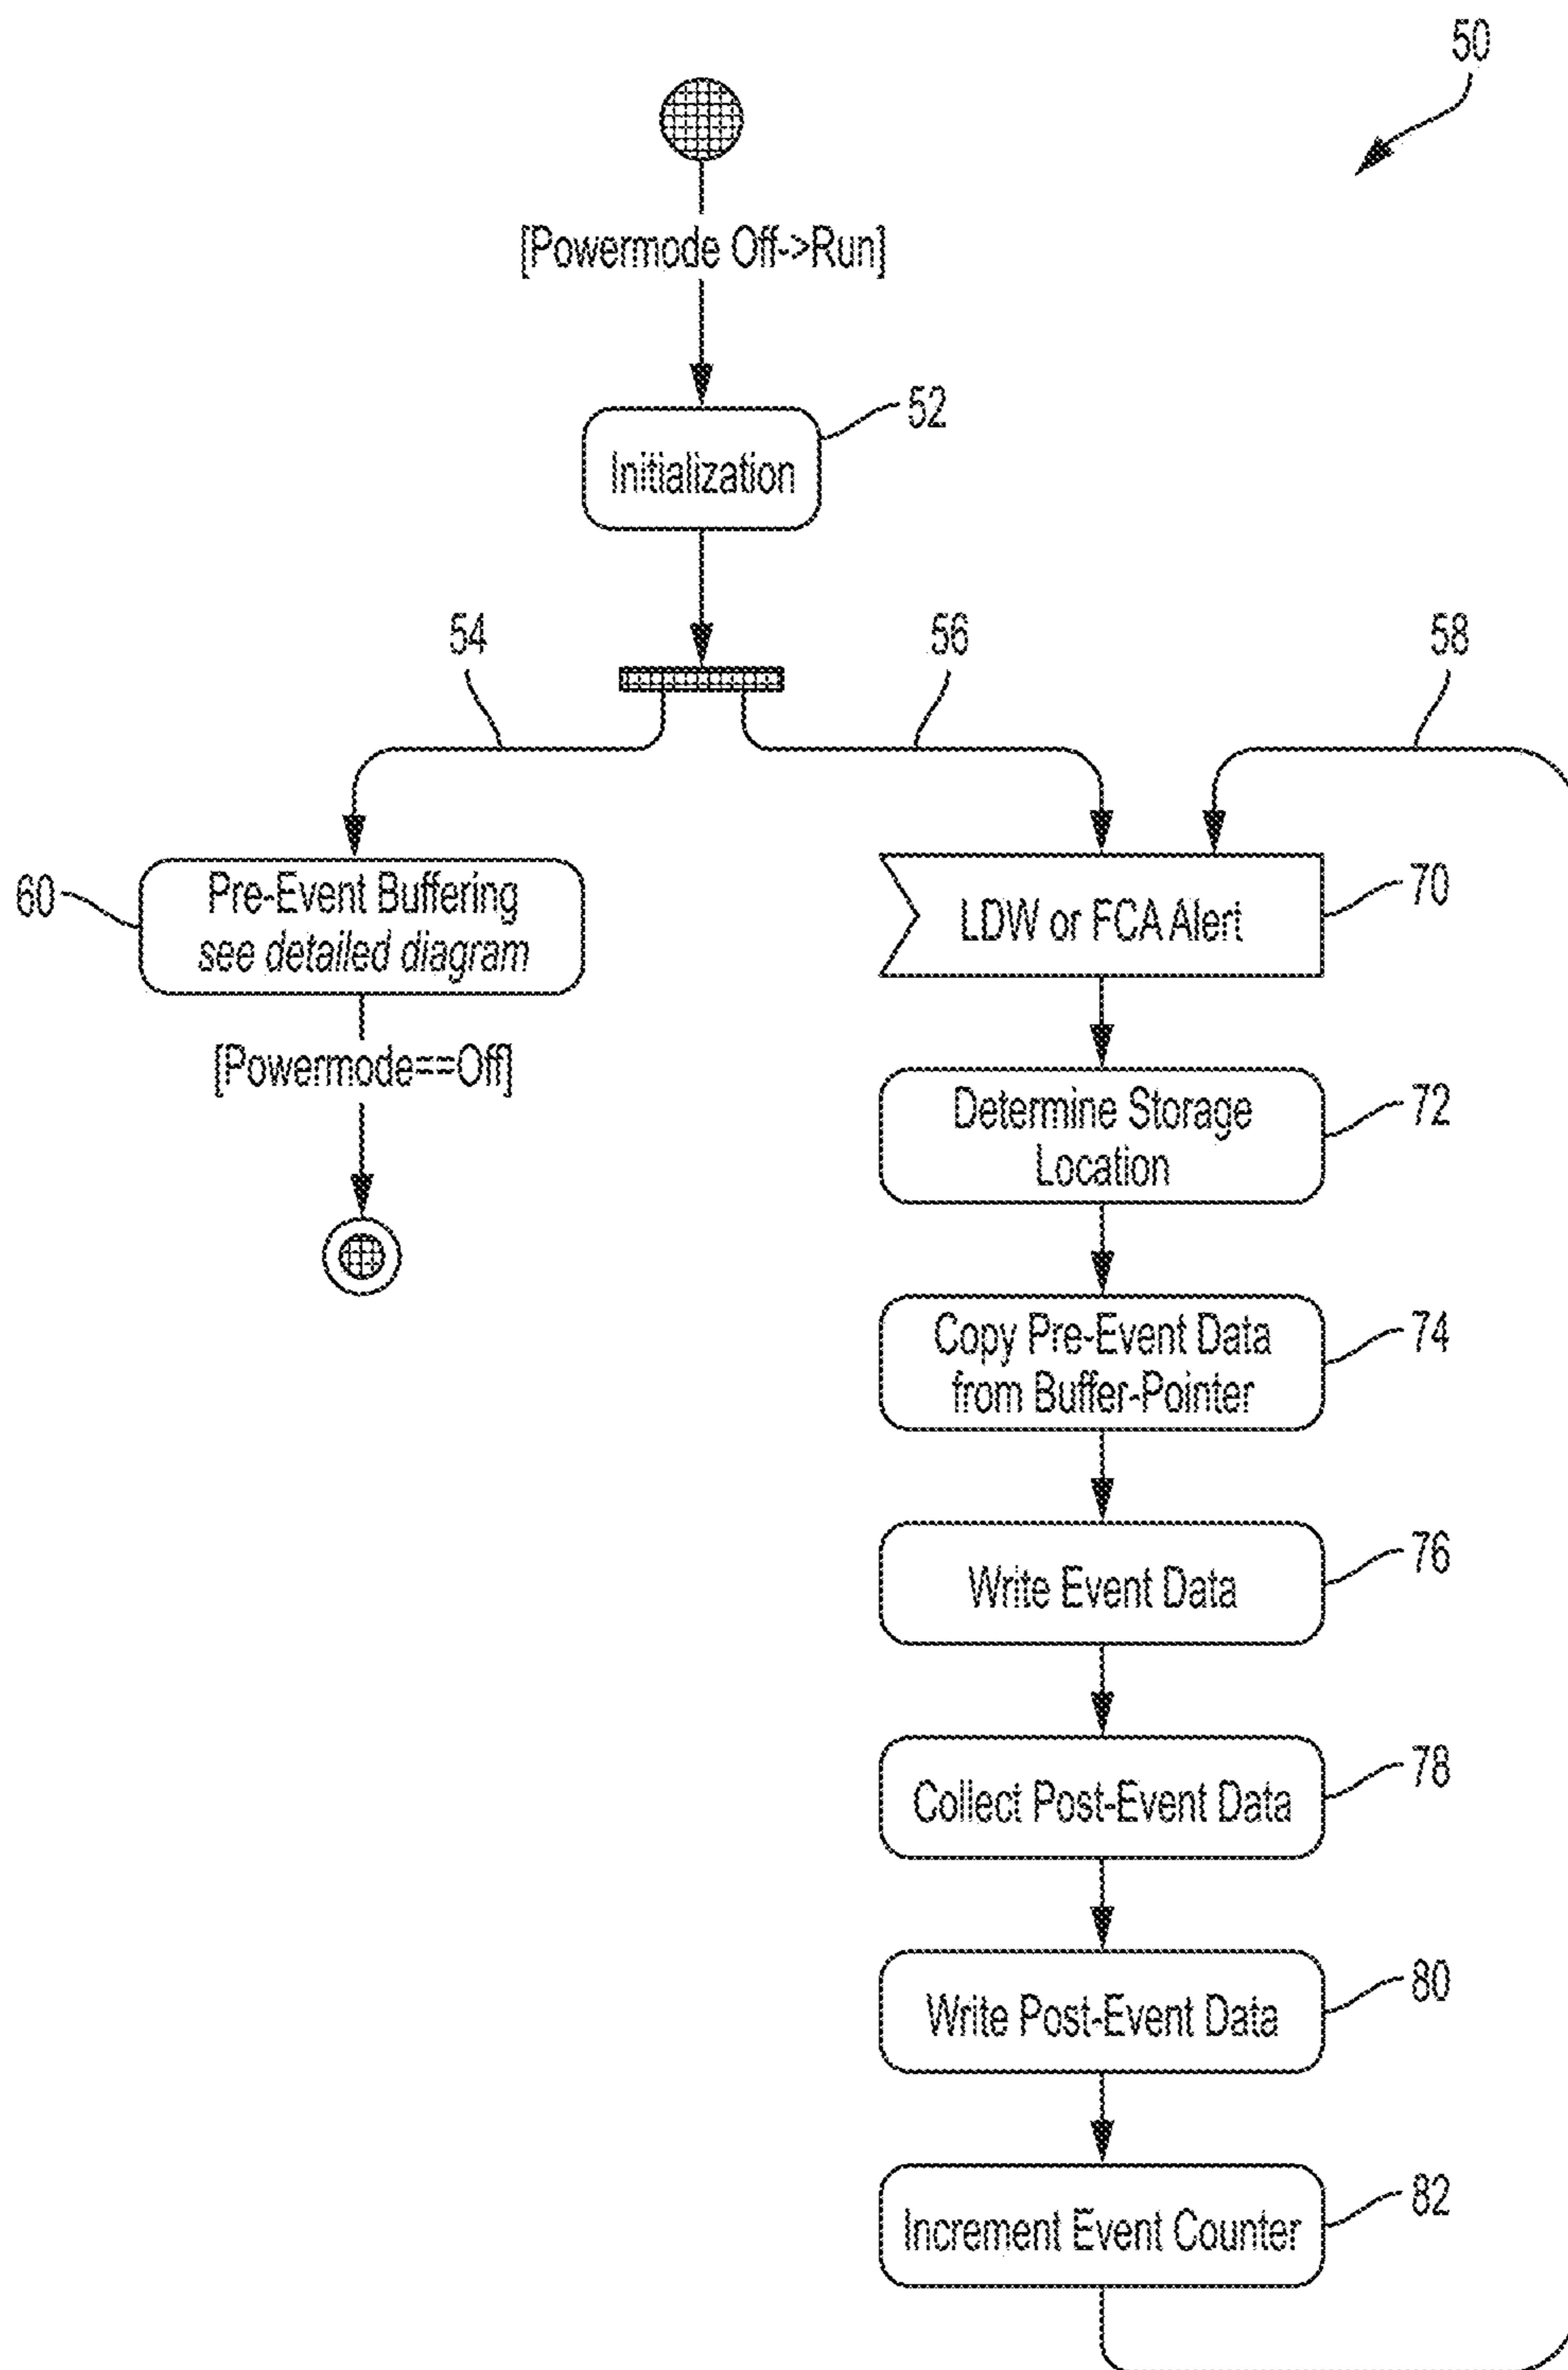 50
[Powermode Off->Run]
52
Initialization
54
56
58
60
Pre-Event Buffering
see detailed diagram
70
LDW or FCA Alert
[Powermode==Off]
72
Determine Storage
Location
74
Copy Pre-Event Data
from Buffer-Pointer
76
Write Event Data
78
Collect Post-Event Data
80
Write Post-Event Data
82
Increment Event Counter